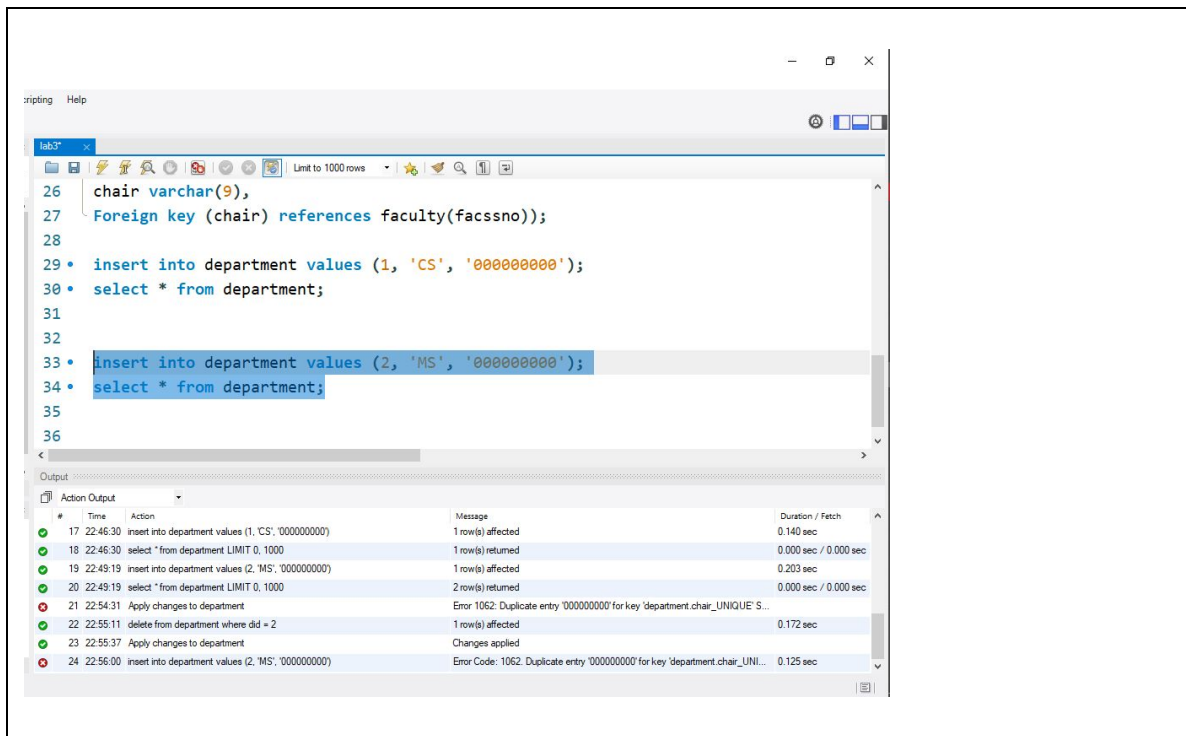 cripting Help
lab3*
Limit to 1000 rows
26 chair varchar(9),
27 Foreign key (chair) references faculty(facssno));
28
29 insert into department values (1, 'CS', '000000000');
30 select * from department;
31
32
33 insert into department values (2, 'MS', '000000000');
34 select * from department;
35
36
Output
Action Output
# Time Action Message Duration / Fetch
17 22:46:30 insert into department values (1, 'CS', '000000000') 1 row(s) affected 0.140 sec
18 22:46:30 select * from department LIMIT 0, 1000 1 row(s) returned 0.000 sec / 0.000 sec
19 22:49:19 insert into department values (2, 'MS', '000000000') 1 row(s) affected 0.203 sec
20 22:49:19 select * from department LIMIT 0, 1000 2 row(s) returned 0.000 sec / 0.000 sec
21 22:54:31 Apply changes to department Error 1062: Duplicate entry '000000000' for key 'department.chair_UNIQUE' S...
22 22:55:11 delete from department where did = 2 1 row(s) affected 0.172 sec
23 22:55:37 Apply changes to department Changes applied
24 22:56:00 insert into department values (2, 'MS', '000000000') Error Code: 1062. Duplicate entry '000000000' for key 'department.chair_UNI... 0.125 sec